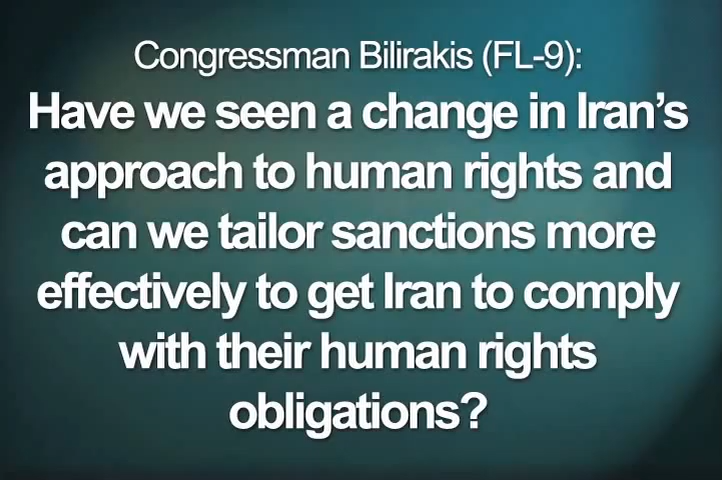 Congressman Bilirakis (FL-9):
Have we seen a change in Iran's
approach to human rights and
can we tailor sanctions more
effectively to get Iran to comply
with their human rights
obligations?